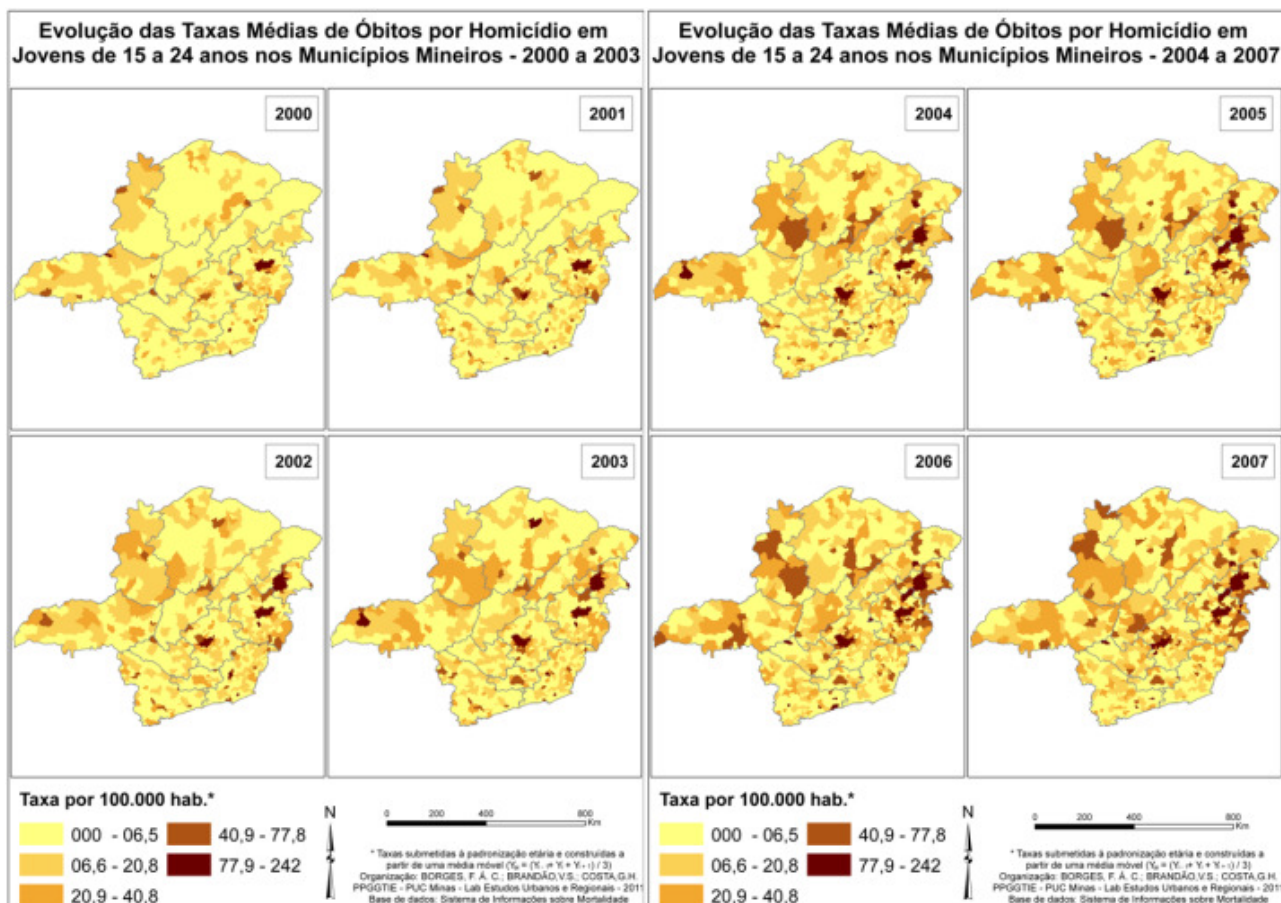 Evolução das Taxas Médias de Óbitos por Homicídio em
Jovens de 15 a 24 anos nos Municípios Mineiros - 2000 a 2003
2000
2001
2002
2003
Taxa por 100.000 hab.*
000 - 06,5
06,6 - 20,8
20,9 - 40,8
40,9 - 77,8
77,9 - 242
N
0 400 800
Km
* Taxas submetidas à padronização etária e construídas a
partir de uma média móvel
Organização: BORGES, F. Á. C.; BRANDÃO,V.S.; COSTA,G.H.
PPGGTIE - PUC Minas - Lab Estudos Urbanos e Regionais - 2011
Base de dados: Sistema de Informações sobre Mortalidade
Evolução das Taxas Médias de Óbitos por Homicídio em
Jovens de 15 a 24 anos nos Municípios Mineiros - 2004 a 2007
2004
2005
2006
2007
Taxa por 100.000 hab.*
000 - 06,5
06,6 - 20,8
20,9 - 40,8
40,9 - 77,8
77,9 - 242
N
0 200 400 800
Km
* Taxas submetidas à padronização etária e construídas a
partir de uma média móvel
Organização: BORGES, F. Á. C.; BRANDÃO,V.S.; COSTA,G.H.
PPGGTIE - PUC Minas - Lab Estudos Urbanos e Regionais - 2011
Base de dados: Sistema de Informações sobre Mortalidade